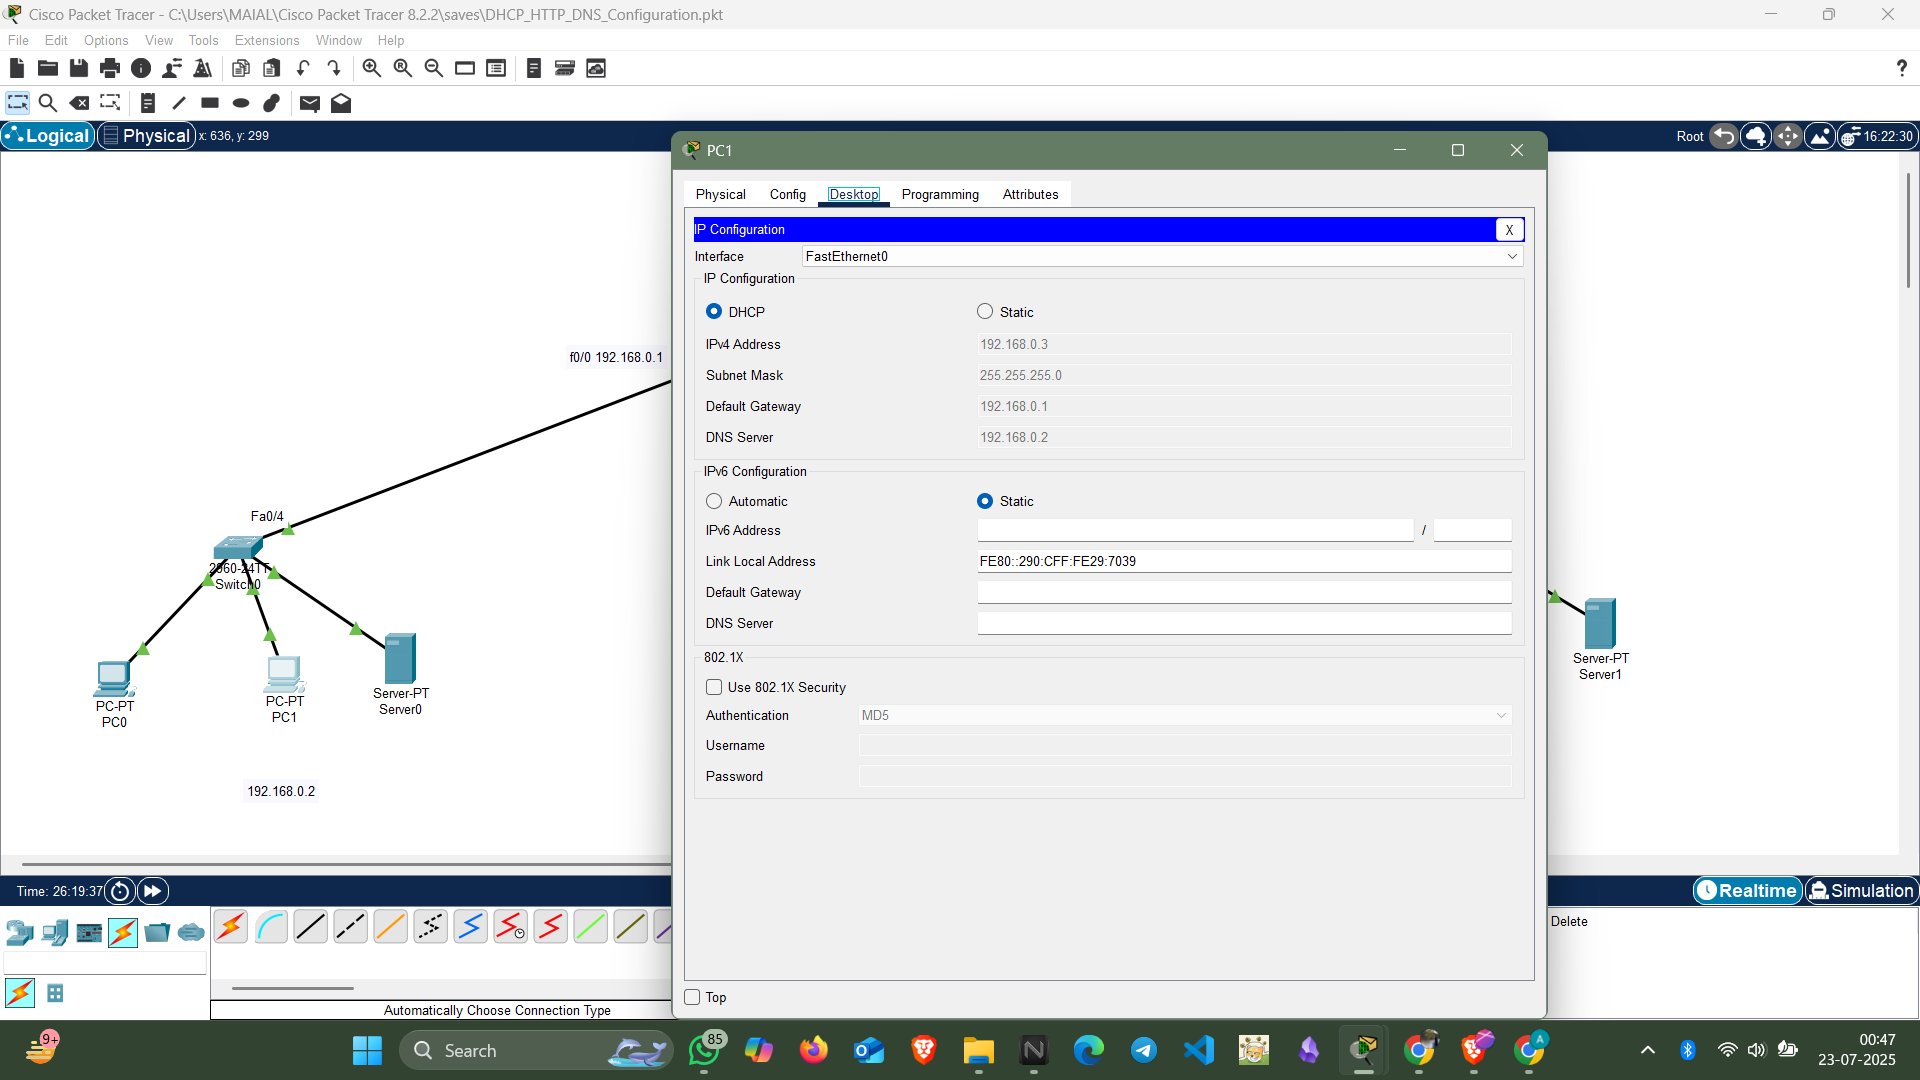 Cisco Packet Tracer - C:\Users\MAIAL\Cisco Packet Tracer 8.2.2\saves\DHCP_HTTP_DNS_Configuration.pkt
File Edit Options View Tools Extensions Window Help
?
Logical Physical x: 636, y: 299
Root 16:22:30
PC1
Physical Config Desktop Programming Attributes
IP Configuration X
Interface FastEthernet0
IP Configuration
DHCP Static
IPv4 Address 192.168.0.3
Subnet Mask 255.255.255.0
Default Gateway 192.168.0.1
DNS Server 192.168.0.2
IPv6 Configuration
Automatic Static
IPv6 Address /
Link Local Address FE80::290:CFF:FE29:7039
Default Gateway
DNS Server
802.1X
Use 802.1X Security
Authentication MD5
Username
Password
Top
f0/0 192.168.0.1
Fa0/4
2960-24TT
Switch0
PC-PT
PC0
PC-PT
PC1
Server-PT
Server0
192.168.0.2
Server-PT
Server1
Time: 26:19:37
Realtime Simulation
Delete
Automatically Choose Connection Type
9+
Search
85
N
A
00:47
23-07-2025